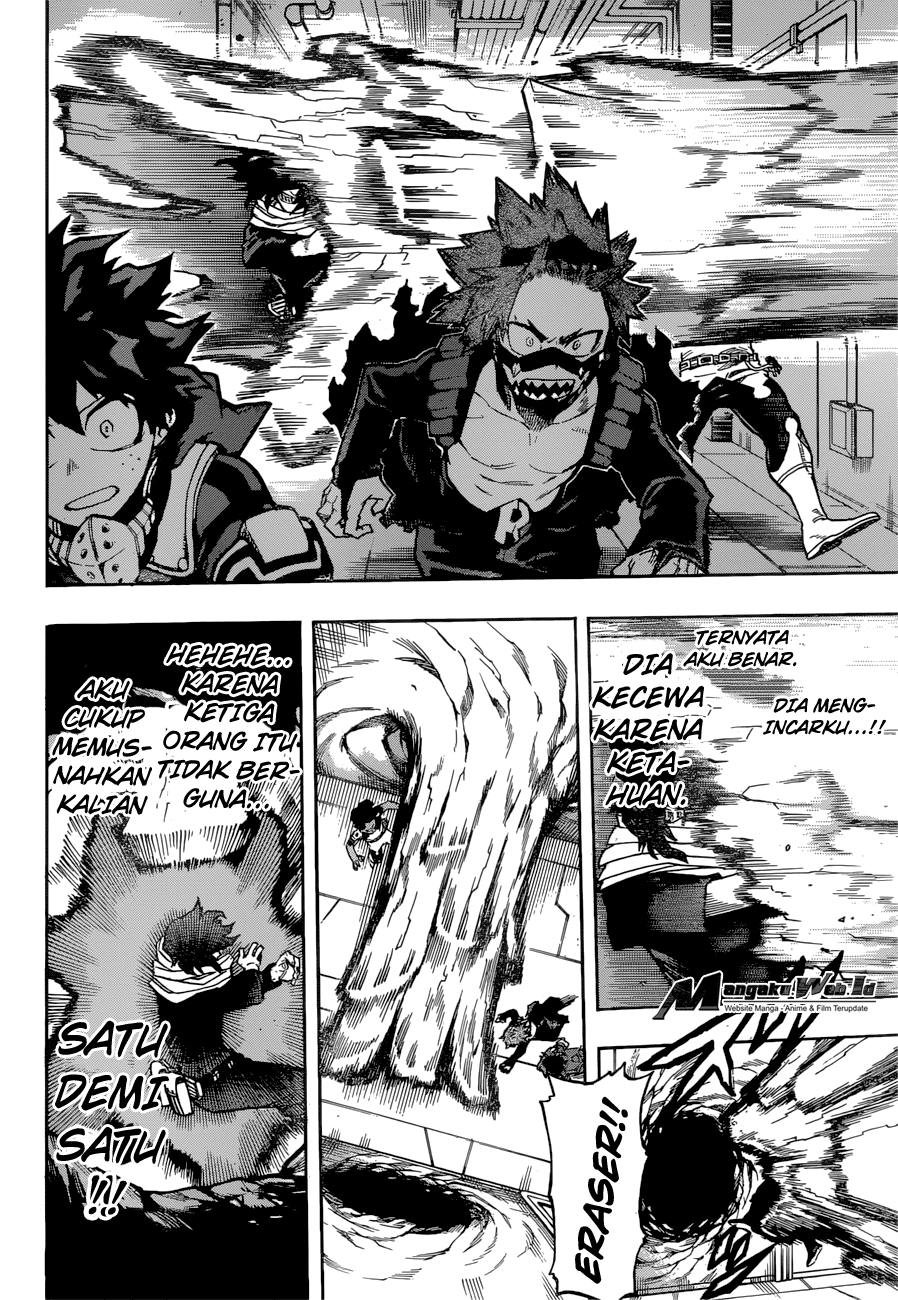 TERNYATA
AKU BENAR.
DIA MENG-
INCARKU...!!
DIA
KECEWA
KARENA
KETA-
HUAN.
Mangaku.Web.Id
Website Manga - Anime & Film Terupdate
ERASER!!
HEHEHE...
KARENA
KETIGA
ORANG ITU
TIDAK BER-
GUNA...
AKU
CUKUP
MEMUS-
NAHKAN
KALIAN
SATU
DEMI
SATU
!!!
R